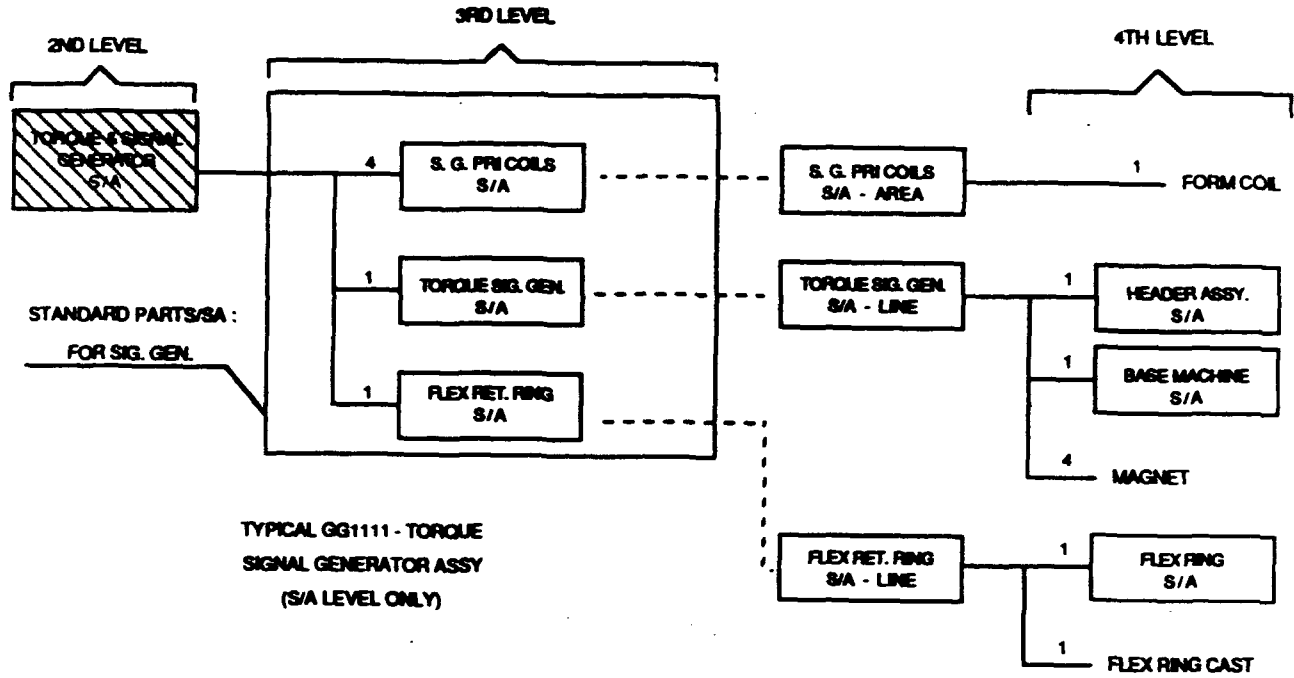 3RD LEVEL
2ND LEVEL
4TH LEVEL
TORQUE & SIGNAL
GENERATOR
S/A
4
S. G. PRI COILS
S/A
S. G. PRI COILS
S/A - AREA
1
FORM COIL
1
TORQUE SIG. GEN.
S/A
TORQUE SIG. GEN.
S/A - LINE
1
HEADER ASSY.
S/A
STANDARD PARTS/SA :
FOR SIG. GEN.
1
FLEX RET. RING
S/A
1
BASE MACHINE
S/A
4
MAGNET
TYPICAL GG1111 - TORQUE
SIGNAL GENERATOR ASSY
(S/A LEVEL ONLY)
FLEX RET. RING
S/A - LINE
1
FLEX RING
S/A
1
FLEX RING CAST